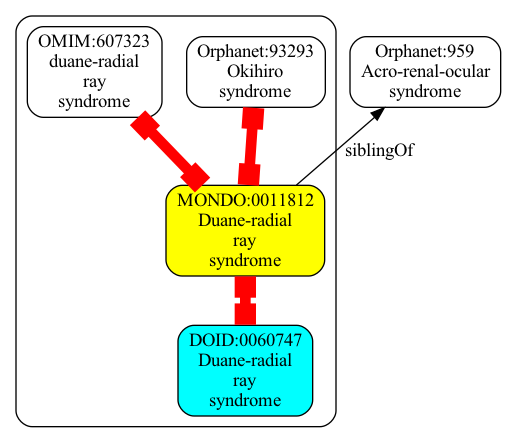 OMIM:607323
duane-radial
ray
syndrome
Orphanet:93293
Okihiro
syndrome
Orphanet:959
Acro-renal-ocular
syndrome
siblingOf
MONDO:0011812
Duane-radial
ray
syndrome
DOID:0060747
Duane-radial
ray
syndrome